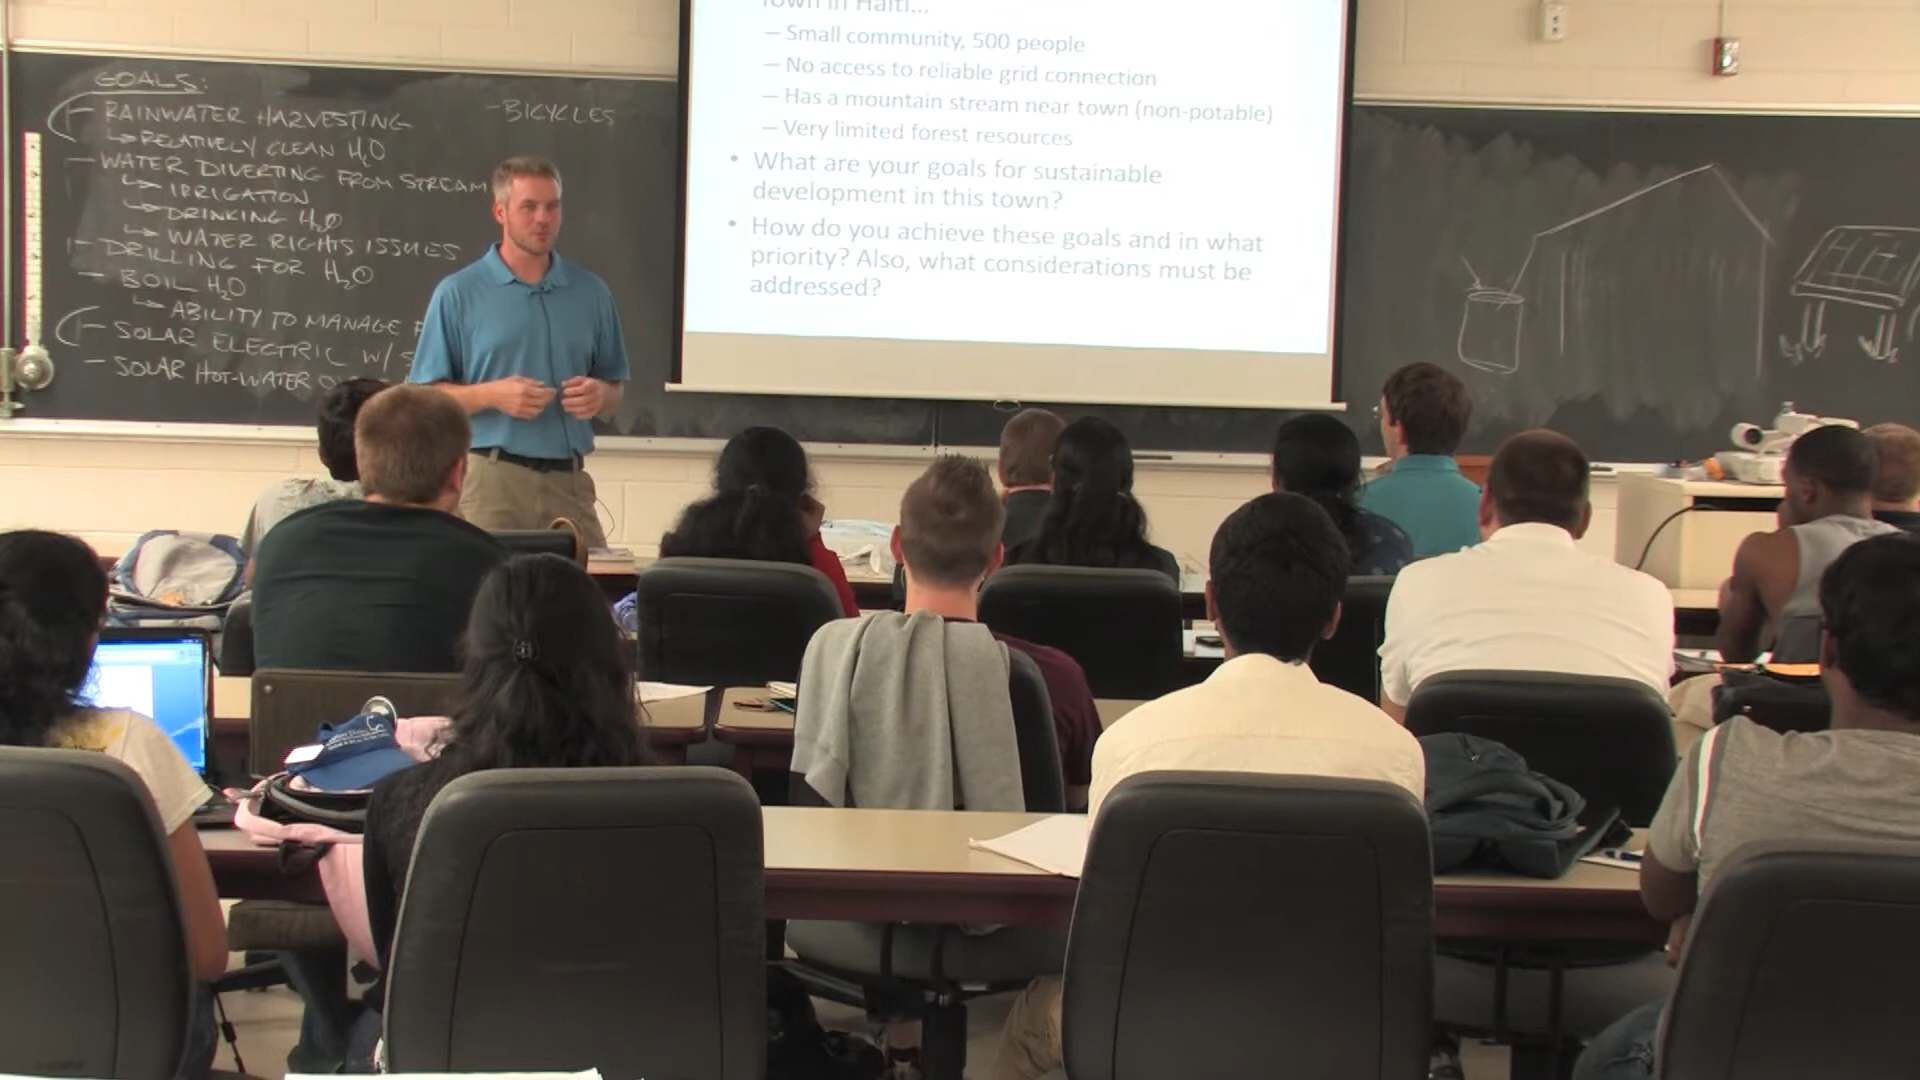 GOALS:
- RAINWATER HARVESTING
↳ RELATIVELY CLEAN H2O
- WATER DIVERTING FROM STREAM
↳ IRRIGATION
↳ DRINKING H2O
↳ WATER RIGHTS ISSUES
- DRILLING FOR H2O
- BOIL H2O
↳ ABILITY TO MANAGE
- SOLAR ELECTRIC W/
- SOLAR HOT-WATER
- BICYCLES
Town in Haiti...
– Small community, 500 people
– No access to reliable grid connection
– Has a mountain stream near town (non-potable)
– Very limited forest resources
• What are your goals for sustainable
development in this town?
• How do you achieve these goals and in what
priority? Also, what considerations must be
addressed?